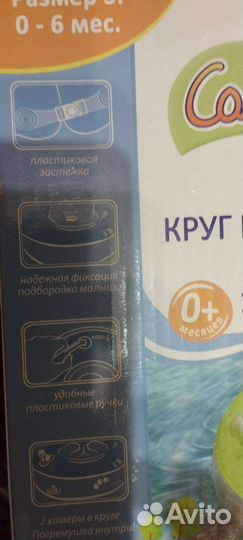 0 - 6 мес.
пластиковая
застежка
КРУГ
надежная фиксация
подбородка малыша
0+
месяцев
удобные
пластиковые ручки
2 камеры в круге
Погремушка внутри
Avito